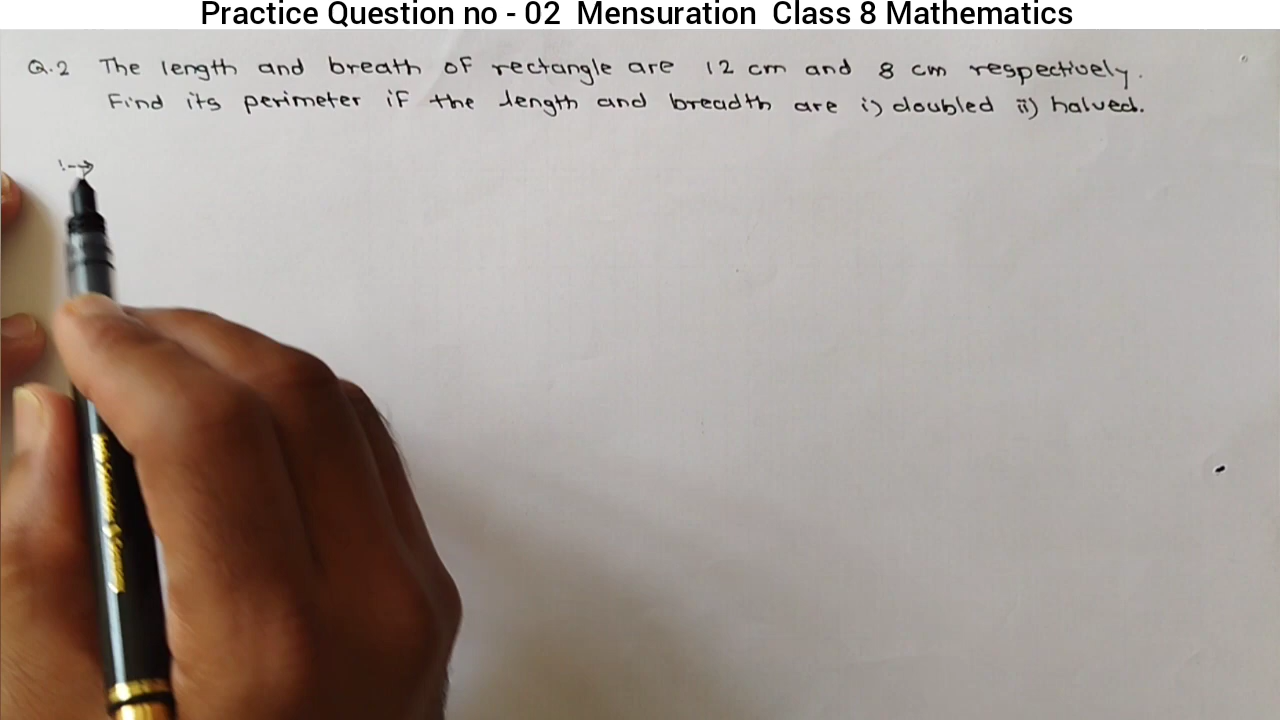 Practice Question no - 02 Mensuration Class 8 Mathematics
Q.2 The length and breath of rectangle are 12 cm and 8 cm respectively.
Find its perimeter if the length and breadth are i) doubled ii) halved.